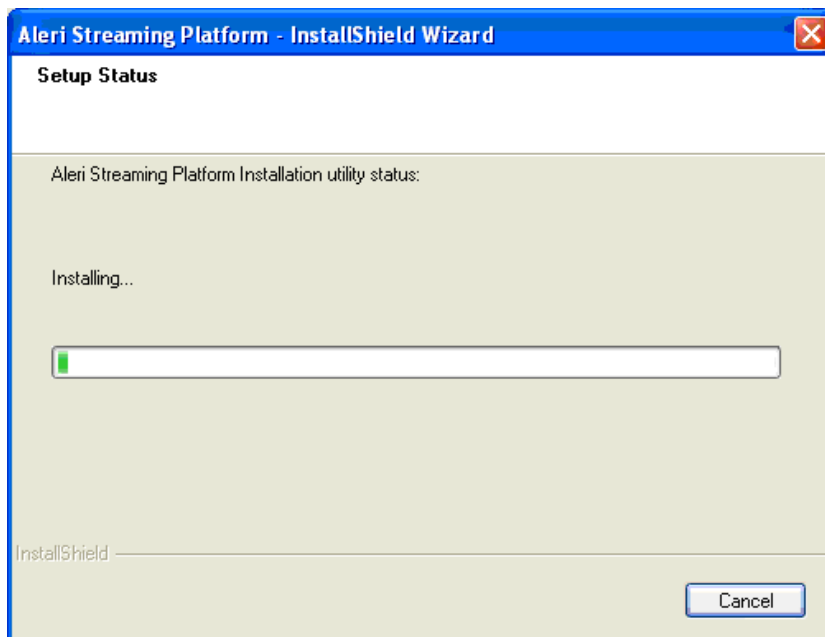 Aleri Streaming Platform - InstallShield Wizard
Setup Status
Aleri Streaming Platform Installation utility status:
Installing...
InstallShield
Cancel